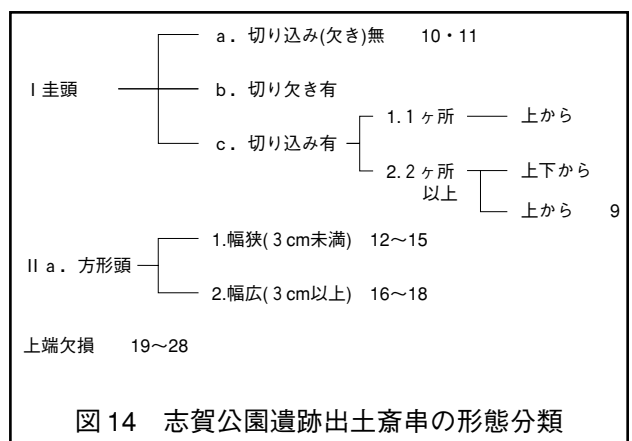 a．切り込み(欠き)無　10・11
Ⅰ圭頭　b．切り欠き有
1.1ヶ所　上から
c．切り込み有
2.2ヶ所　上下から
以上
上から　9
1.幅狭(3cm未満)　12〜15
Ⅱa．方形頭
2.幅広(3cm以上)　16〜18
上端欠損　19〜28
図14　志賀公園遺跡出土斎串の形態分類